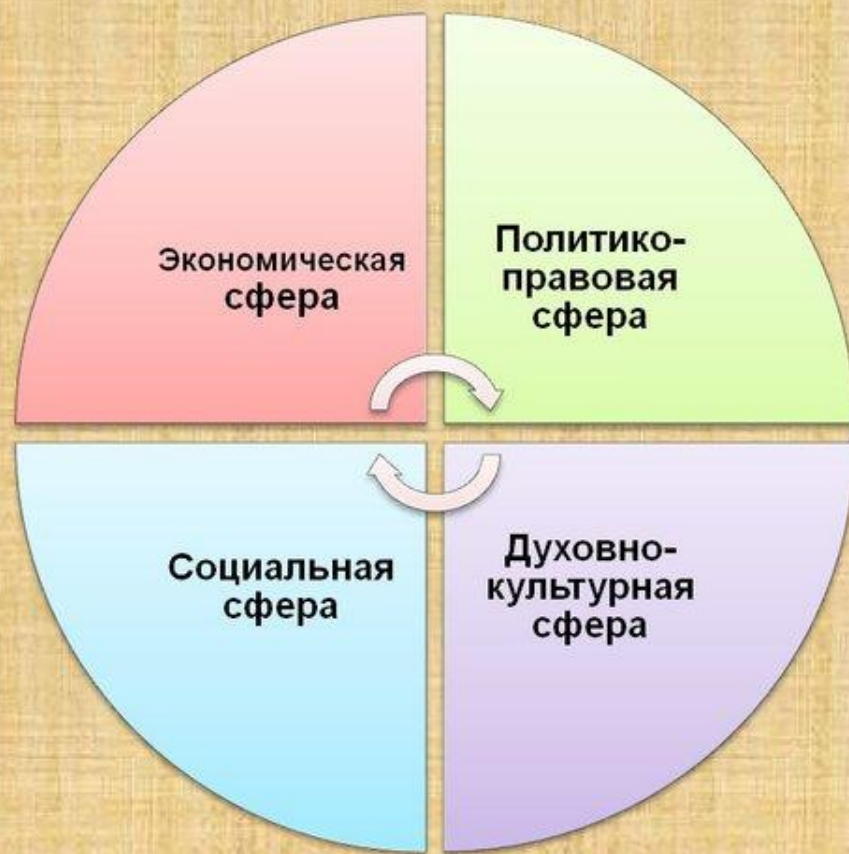 Экономическая
сфера
Политико-
правовая
сфера
Социальная
сфера
Духовно-
культурная
сфера